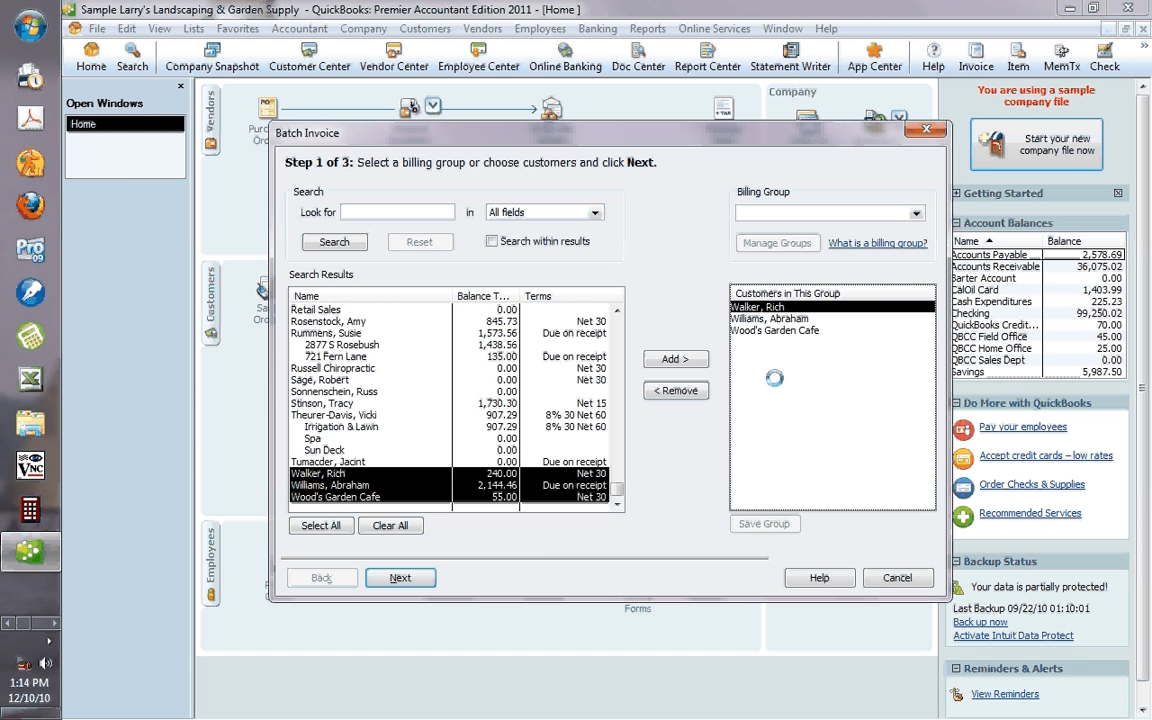 Sample Larry's Landscaping & Garden Supply - QuickBooks: Premier Accountant Edition 2011 - [Home ]
File Edit View Lists Favorites Accountant Company Customers Vendors Employees Banking Reports Online Services Window Help
Home Search Company Snapshot Customer Center Vendor Center Employee Center Online Banking Doc Center Report Center Statement Writer App Center Help Invoice Item MemTx Check
Open Windows
Home
Vendors
Customers
Employees
Company
Forms
Batch Invoice
Step 1 of 3: Select a billing group or choose customers and click Next.
Search
Look for in All fields
Search Reset Search within results
Search Results
Name Balance T... Terms
Retail Sales 0.00
Rosenstock, Amy 845.73 Net 30
Rummens, Susie 1,573.56 Due on receipt
2877 S Rosebush 1,438.56
721 Fern Lane 135.00 Due on receipt
Russell Chiropractic 0.00 Net 30
Sage, Robert 0.00 Net 30
Sonnenschein, Russ 0.00
Stinson, Tracy 1,730.30 Net 15
Theurer-Davis, Vicki 907.29 8% 30 Net 60
Irrigation & Lawn 907.29 8% 30 Net 60
Spa 0.00
Sun Deck 0.00
Tumacder, Jacint 0.00 Due on receipt
Walker, Rich 240.00 Net 30
Williams, Abraham 2,144.46 Due on receipt
Wood's Garden Cafe 55.00 Net 30
Select All Clear All
Add >
< Remove
Billing Group
Manage Groups What is a billing group?
Customers in This Group
Walker, Rich
Williams, Abraham
Wood's Garden Cafe
Save Group
Back Next Help Cancel
You are using a sample
company file
Start your new
company file now
Getting Started
Account Balances
Name Balance
Accounts Payable 2,578.69
Accounts Receivable 36,075.02
Barter Account 0.00
CalOil Card 1,403.99
Cash Expenditures 225.23
Checking 99,250.02
QuickBooks Credit... 70.00
QBCC Field Office 45.00
QBCC Home Office 25.00
QBCC Sales Dept 0.00
Savings 5,987.50
Do More with QuickBooks
Pay your employees
Accept credit cards – low rates
Order Checks & Supplies
Recommended Services
Backup Status
Your data is partially protected!
Last Backup 09/22/10 01:10:01
Back up now
Activate Intuit Data Protect
Reminders & Alerts
View Reminders
Pro
09
VNC
1:14 PM
12/10/10